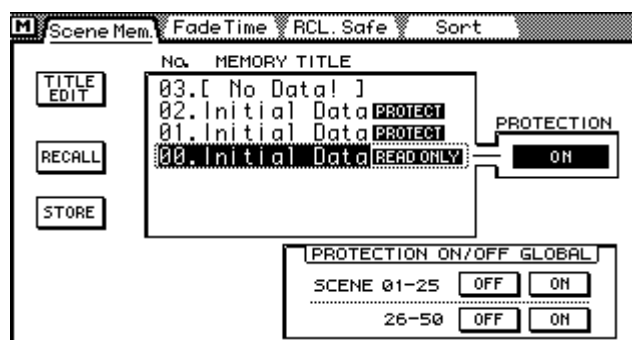 M Scene Mem. Fade Time RCL. Safe Sort
No. MEMORY TITLE
TITLE EDIT
03.[ No Data! ]
02.Initial Data PROTECT
01.Initial Data PROTECT
00.Initial Data READ ONLY
PROTECTION
ON
RECALL
STORE
PROTECTION ON/OFF GLOBAL
SCENE 01-25 OFF ON
26-50 OFF ON